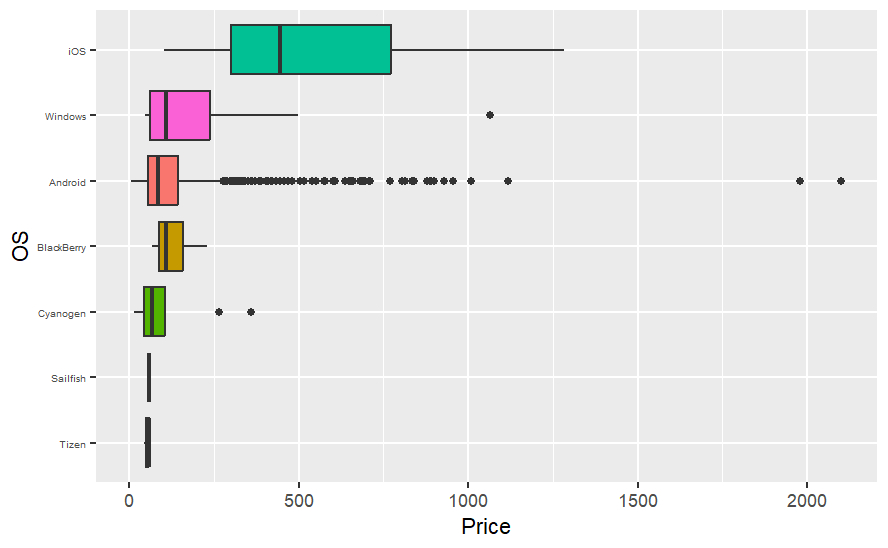 OS
iOS
Windows
Android
BlackBerry
Cyanogen
Sailfish
Tizen
0 500 1000 1500 2000
Price